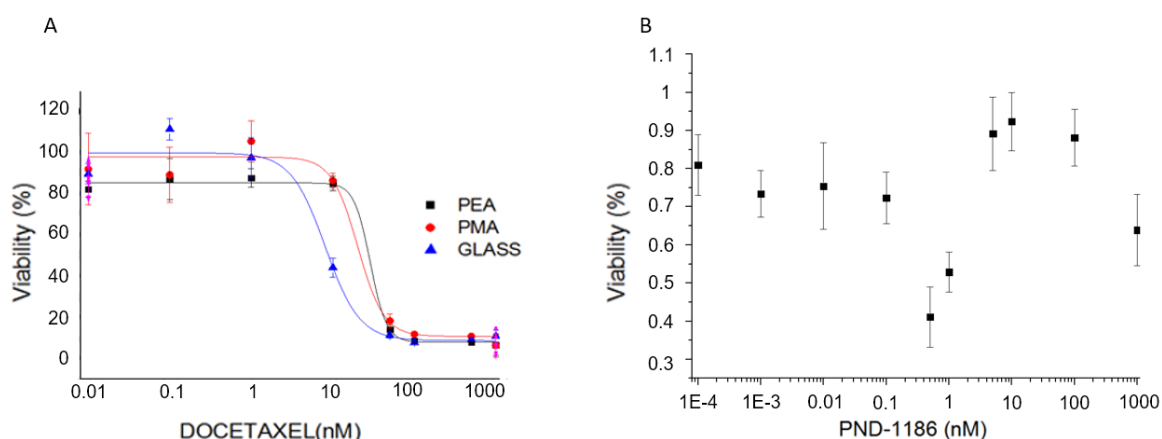 A
Viability (%)
120
100
80
60
40
20
0
0.01 0.1 1 10 100 1000
DOCETAXEL(nM)
PEA
PMA
GLASS
B
Viability (%)
1.1
1
0.9
0.8
0.7
0.6
0.5
0.4
0.3
1E-4 1E-3 0.01 0.1 1 10 100 1000
PND-1186 (nM)